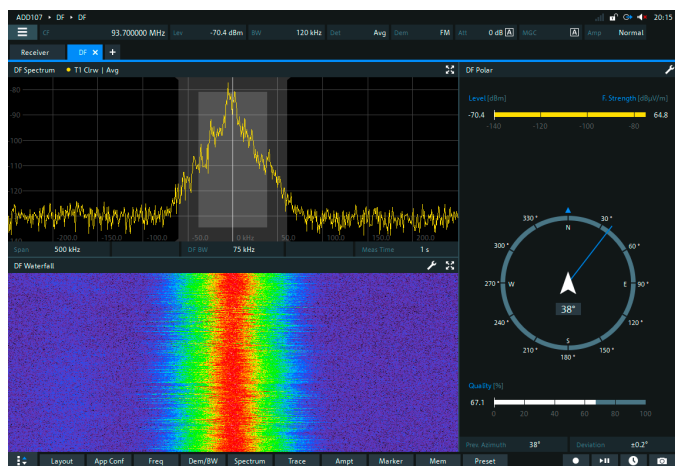 ADD107 ▸ DF ▸ DF 20:15
CF 93.700000 MHz Lev -70.4 dBm BW 120 kHz Det Avg Dem FM Att 0 dB A MGC A Amp Normal
Receiver DF × +
DF Spectrum • T1 Clrw | Avg
DF Polar
-80
-90
-100
-110
-120
-130
-140
-200.0 -150.0 -100.0 -50.0 0 kHz 50.0 100.0 150.0 200.0
Span 500 kHz DF BW 75 kHz Meas Time 1 s
DF Waterfall
Level [dBm] F. Strength [dBµV/m]
-70.4 64.8
-140 -120 -100 -80
330° 30°
N
300° 60°
270° W E 90°
38°
240° 120°
S
210° 150°
180°
Quality [%]
67.1
0 20 40 60 80 100
Prev. Azimuth 38° Deviation ±0.2°
Layout App Conf Freq Dem/BW Spectrum Trace Ampt Marker Mem Preset